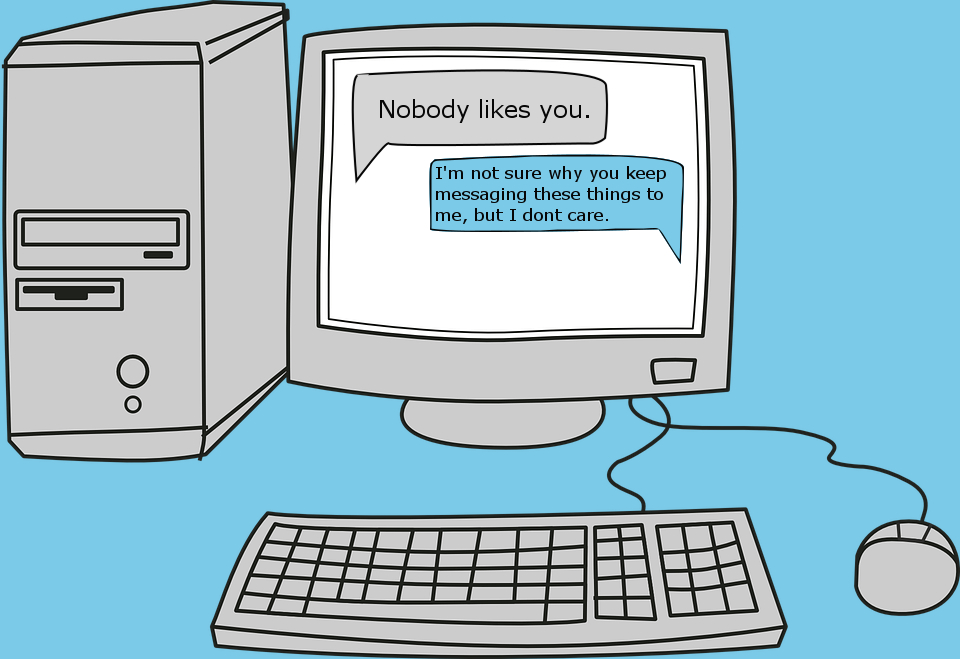 Nobody likes you.
I'm not sure why you keep
messaging these things to
me, but I dont care.